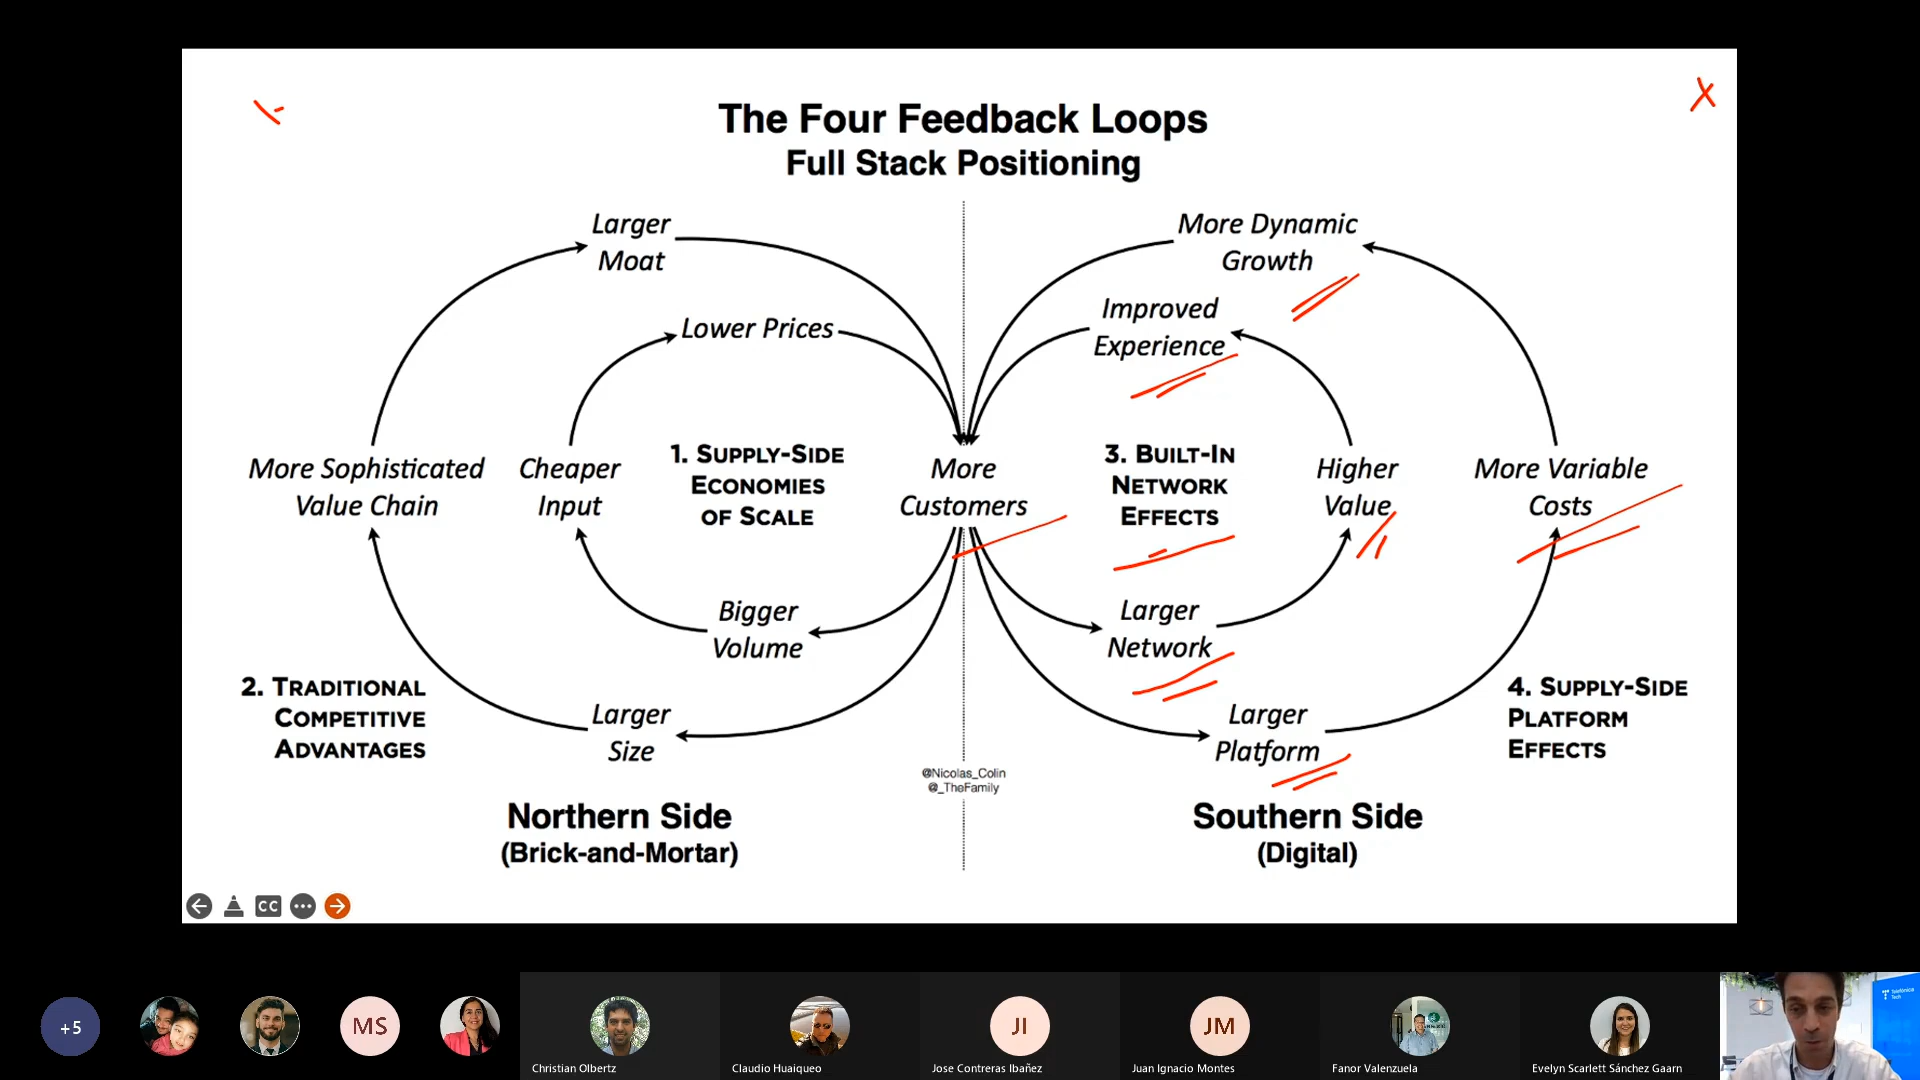 The Four Feedback Loops
Full Stack Positioning
Larger
Moat
More Dynamic
Growth
Lower Prices
Improved
Experience
More Sophisticated
Value Chain
Cheaper
Input
1. SUPPLY-SIDE
ECONOMIES
OF SCALE
More
Customers
3. BUILT-IN
NETWORK
EFFECTS
Higher
Value
More Variable
Costs
Bigger
Volume
Larger
Network
2. TRADITIONAL
COMPETITIVE
ADVANTAGES
Larger
Size
Larger
Platform
4. SUPPLY-SIDE
PLATFORM
EFFECTS
@Nicolas_Colin
@_TheFamily
Northern Side
(Brick-and-Mortar)
Southern Side
(Digital)
CC
+5
MS
JI
JM
Christian Olbertz
Claudio Huaiqueo
Jose Contreras Ibañez
Juan Ignacio Montes
Fanor Valenzuela
Evelyn Scarlett Sánchez Gaarn
Telefónica
Tech